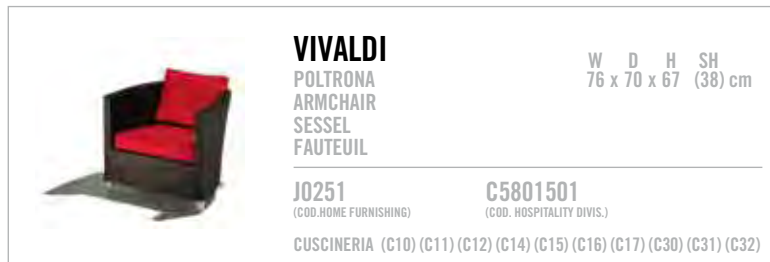 VIVALDI
POLTRONA
ARMCHAIR
SESSEL
FAUTEUIL
W D H SH
76 x 70 x 67 (38) cm
J0251
(COD.HOME FURNISHING)
C5801501
(COD. HOSPITALITY DIVIS.)
CUSCINERIA (C10) (C11) (C12) (C14) (C15) (C16) (C17) (C30) (C31) (C32)